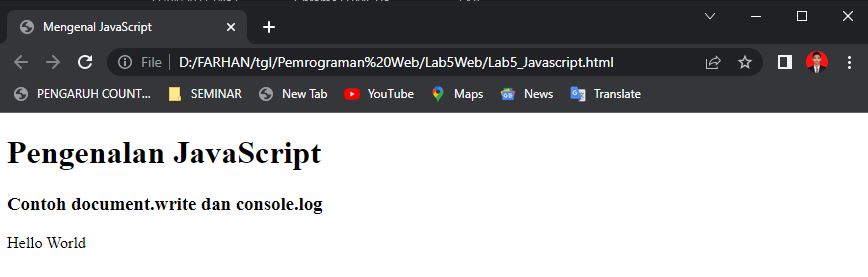 Mengenal JavaScript
File | D:/FARHAN/tgl/Pemrograman%20Web/Lab5Web/Lab5_Javascript.html
PENGARUH COUNT... SEMINAR New Tab YouTube Maps News Translate
Pengenalan JavaScript
Contoh document.write dan console.log
Hello World